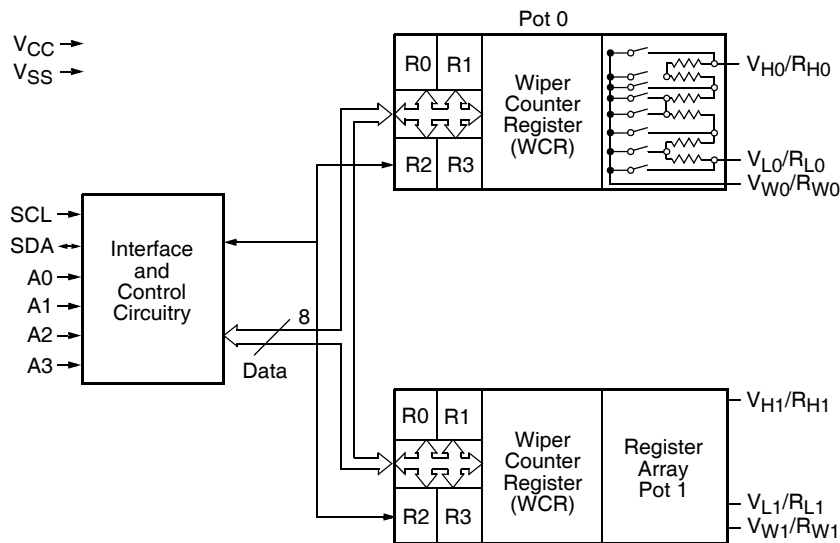 Pot 0
VCC
VSS
R0 R1
R2 R3
Wiper
Counter
Register
(WCR)
VH0/RH0
VL0/RL0
VW0/RW0
SCL
SDA
A0
A1
A2
A3
Interface
and
Control
Circuitry
8
Data
R0 R1
R2 R3
Wiper
Counter
Register
(WCR)
Register
Array
Pot 1
VH1/RH1
VL1/RL1
VW1/RW1